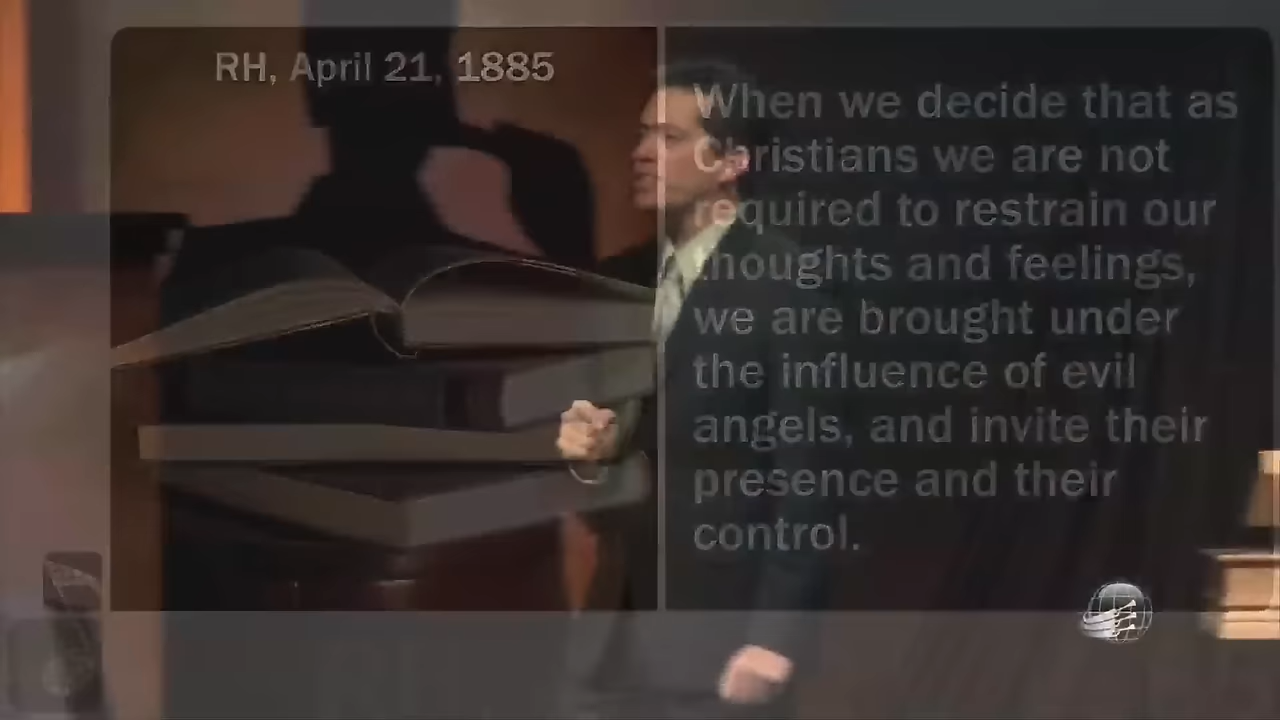 RH, April 21, 1885
When we decide that as
Christians we are not
required to restrain our
thoughts and feelings,
we are brought under
the influence of evil
angels, and invite their
presence and their
control.